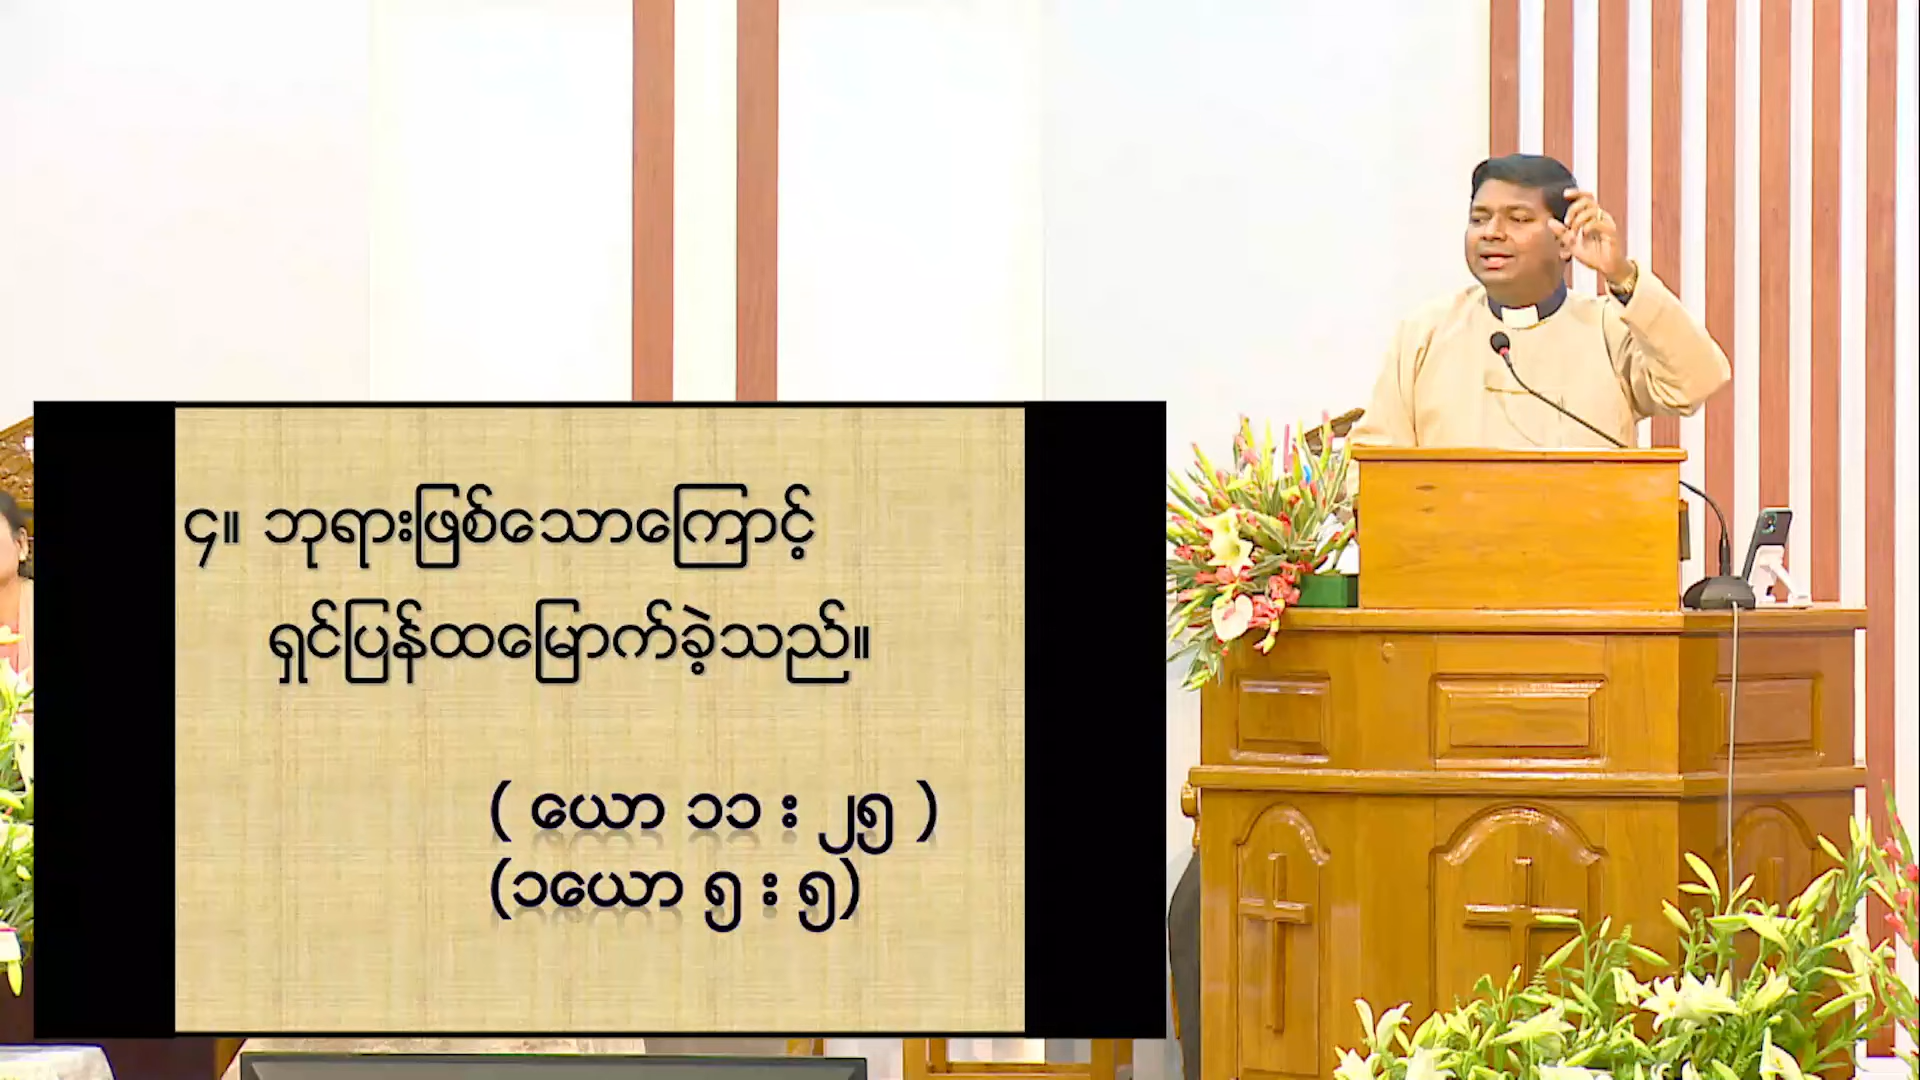 ၄။ ဘုရားဖြစ်သောကြောင့်
ရှင်ပြန်ထမြောက်ခဲ့သည်။
( ယော ၁၁ : ၂၅ )
(၁ယော ၅ : ၅)